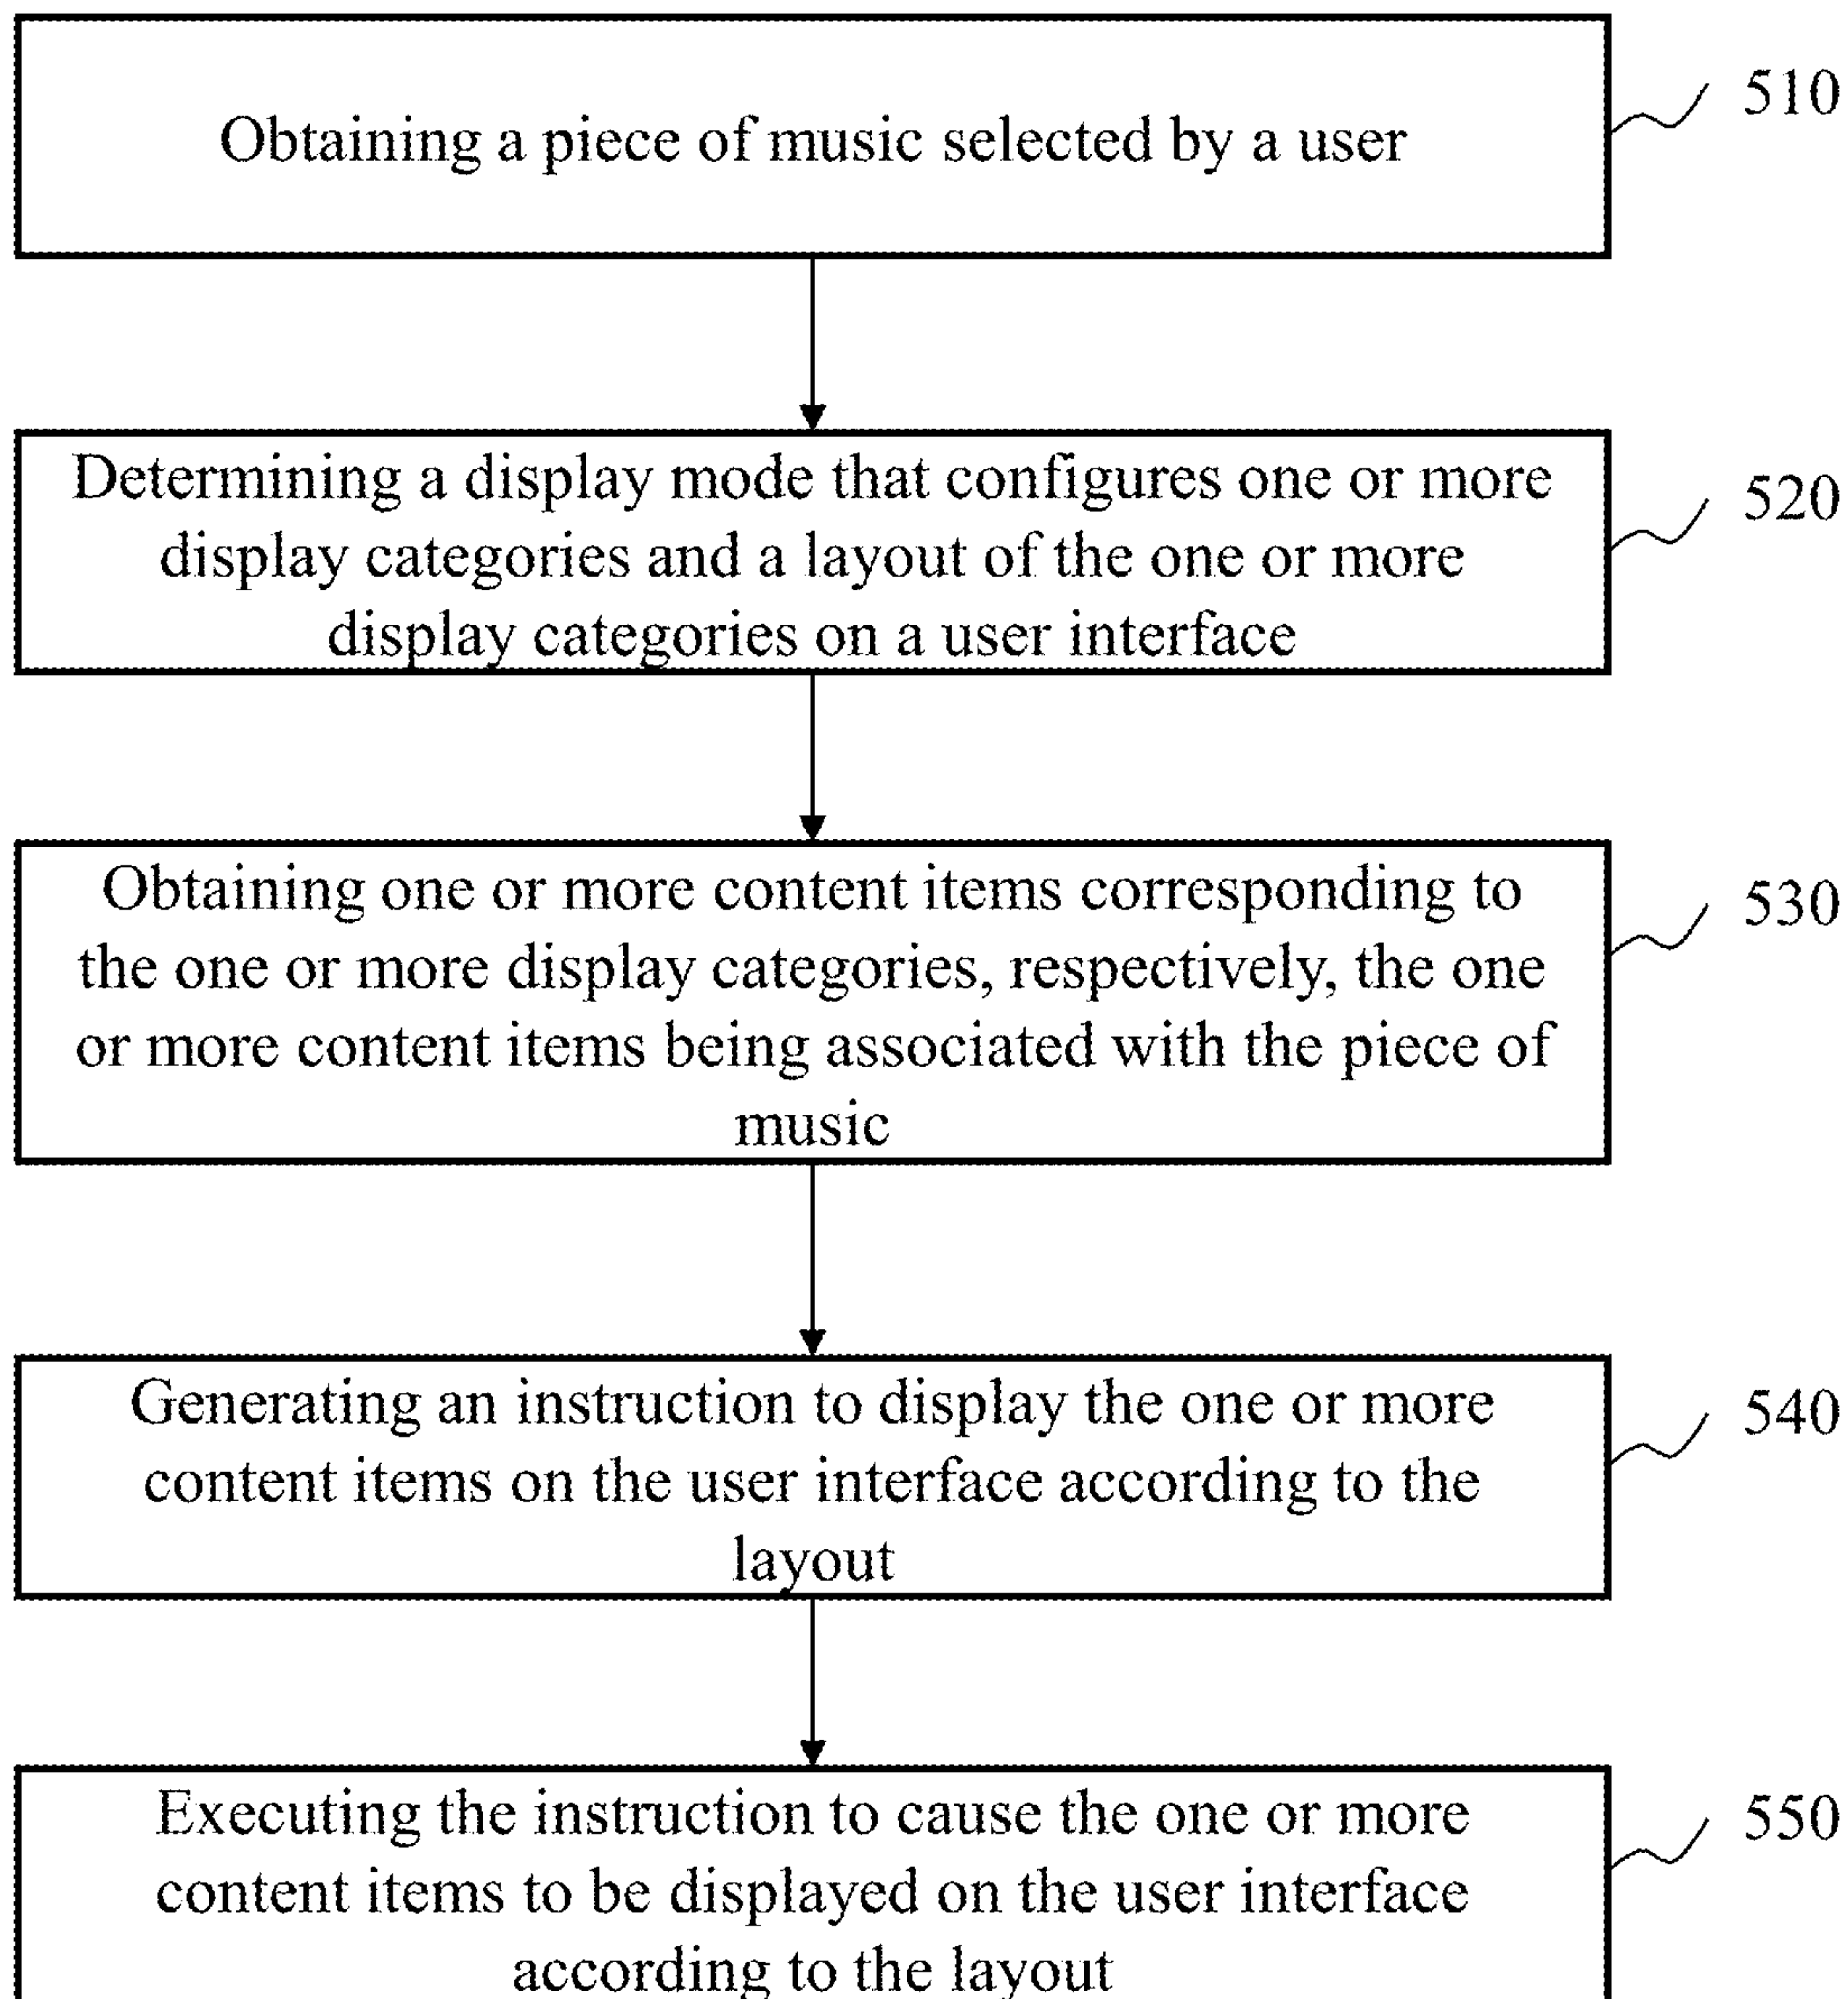 Obtaining a piece of music selected by a user
510
Determining a display mode that configures one or more
display categories and a layout of the one or more
display categories on a user interface
520
Obtaining one or more content items corresponding to
the one or more display categories, respectively, the one
or more content items being associated with the piece of
music
530
Generating an instruction to display the one or more
content items on the user interface according to the
layout
540
Executing the instruction to cause the one or more
content items to be displayed on the user interface
according to the layout
550